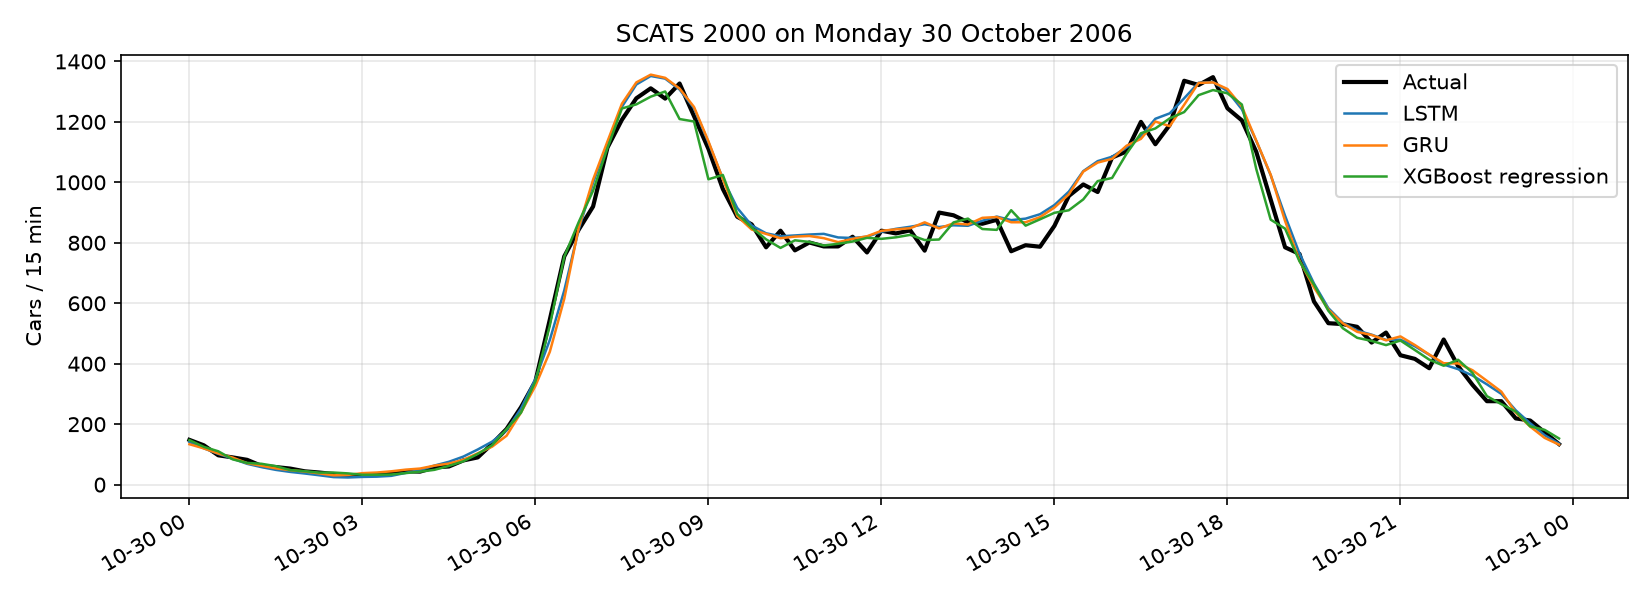 SCATS 2000 on Monday 30 October 2006
Cars / 15 min
1400
1200
1000
800
600
400
200
0
Actual
LSTM
GRU
XGBoost regression
10-30 00
10-30 03
10-30 06
10-30 09
10-30 12
10-30 15
10-30 18
10-30 21
10-31 00